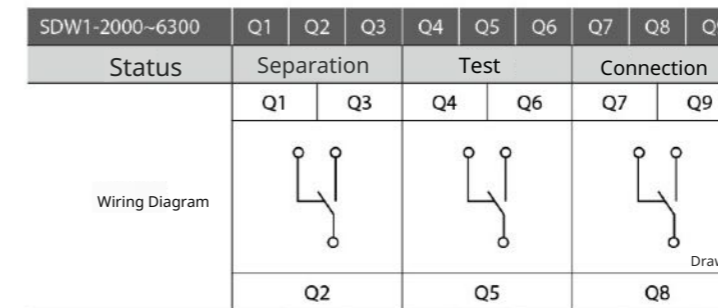 SDW1-2000~6300 Q1 Q2 Q3 Q4 Q5 Q6 Q7 Q8
Status Separation Test Connection
Q1 Q3 Q4 Q6 Q7 Q9
Wiring Diagram
Q2 Q5 Q8